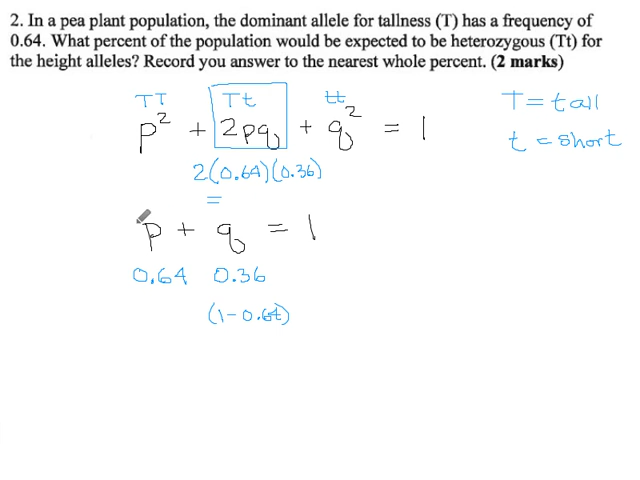 2. In a pea plant population, the dominant allele for tallness (T) has a frequency of
0.64. What percent of the population would be expected to be heterozygous (Tt) for
the height alleles? Record you answer to the nearest whole percent. (2 marks)
TT Tt tt
p² + 2pq + q² = 1
T = tall
t = short
2(0.64)(0.36)
=
p + q = 1
0.64 0.36
(1-0.64)